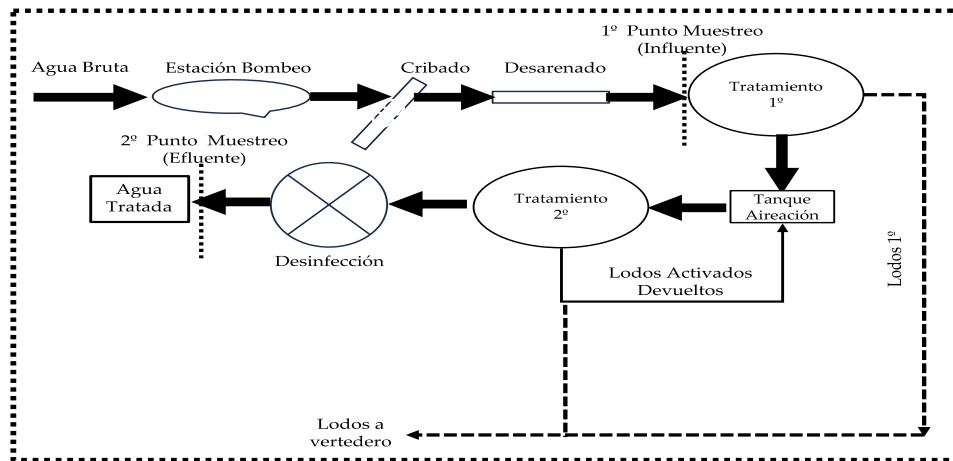 1º Punto Muestreo
(Influente)
Agua Bruta
Estación Bombeo
Cribado
Desarenado
Tratamiento
1º
2º Punto Muestreo
(Efluente)
Agua
Tratada
Desinfección
Tratamiento
2º
Tanque
Aireación
Lodos Activados
Devueltos
Lodos 1º
Lodos a
vertedero